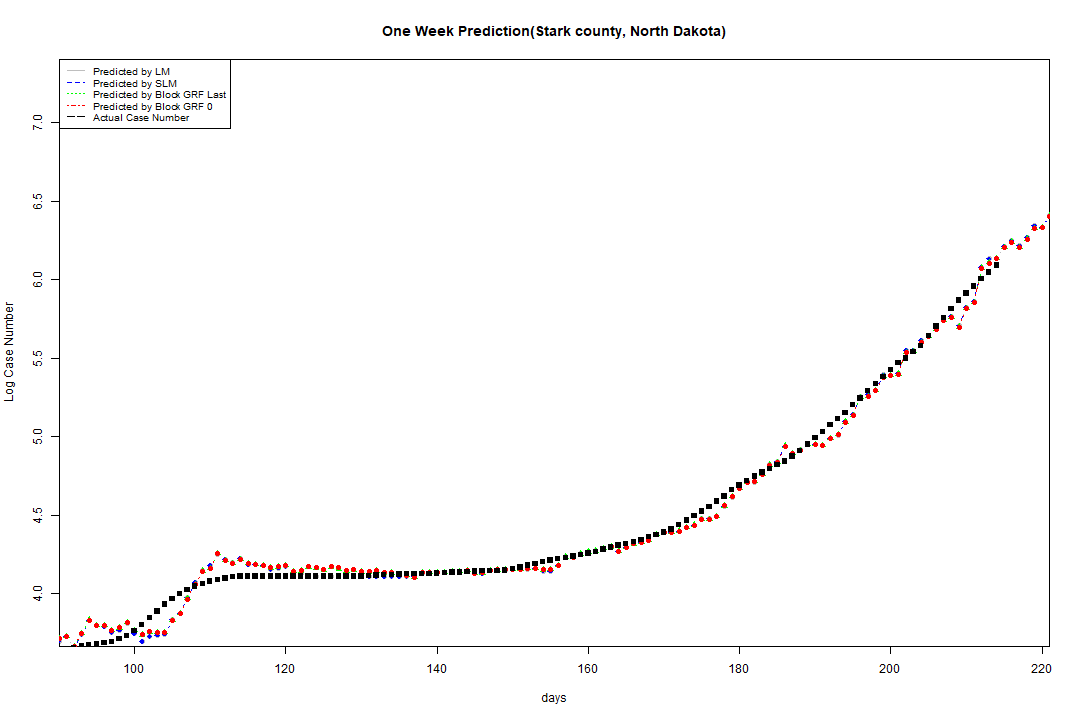 One Week Prediction(Stark county, North Dakota)
Predicted by LM
Predicted by SLM
Predicted by Block GRF Last
Predicted by Block GRF 0
Actual Case Number
7.0
6.5
6.0
5.5
5.0
4.5
4.0
Log Case Number
100 120 140 160 180 200 220
days